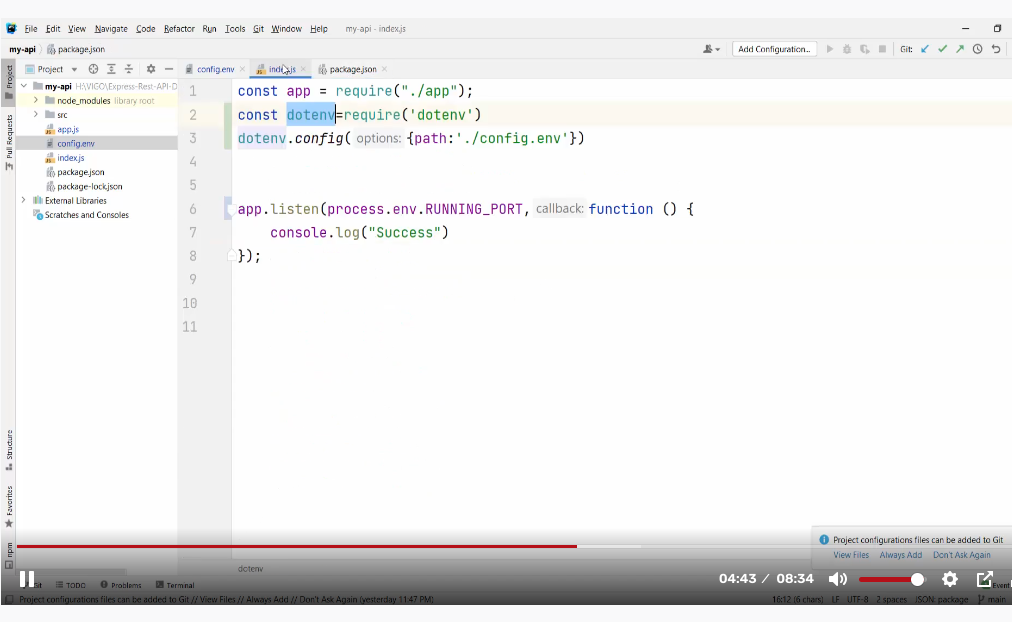 File Edit View Navigate Code Refactor Run Tools Git Window Help my-api - index.js
my-api package.json Add Configuration... Git:
Project config.env index.js package.json
my-api H:\VIGO\Express-Rest-API-D
node_modules library root
src
app.js
config.env
index.js
package.json
package-lock.json
External Libraries
Scratches and Consoles
Project
Pull Requests
Structure
Favorites
npm
1 const app = require("./app");
2 const dotenv=require('dotenv')
3 dotenv.config( options: {path:'./config.env'})
4
5
6 app.listen(process.env.RUNNING_PORT, callback: function () {
7 console.log("Success")
8 });
9
10
11
Project configurations files can be added to Git
View Files Always Add Don't Ask Again
dotenv
04:43 / 08:34
Git TODO Problems Terminal Event
Project configurations files can be added to Git // View Files // Always Add // Don't Ask Again (yesterday 11:47 PM) 16:12 (6 chars) LF UTF-8 2 spaces JSON: package main